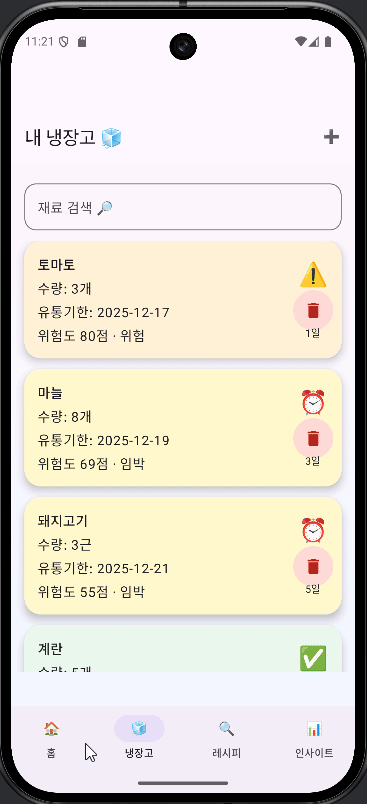 11:21
내 냉장고
재료 검색
토마토
수량: 3개
유통기한: 2025-12-17
위험도 80점 · 위험
1일
마늘
수량: 8개
유통기한: 2025-12-19
위험도 69점 · 임박
3일
돼지고기
수량: 3근
유통기한: 2025-12-21
위험도 55점 · 임박
5일
계란
수량: 5개
홈
냉장고
레시피
인사이트